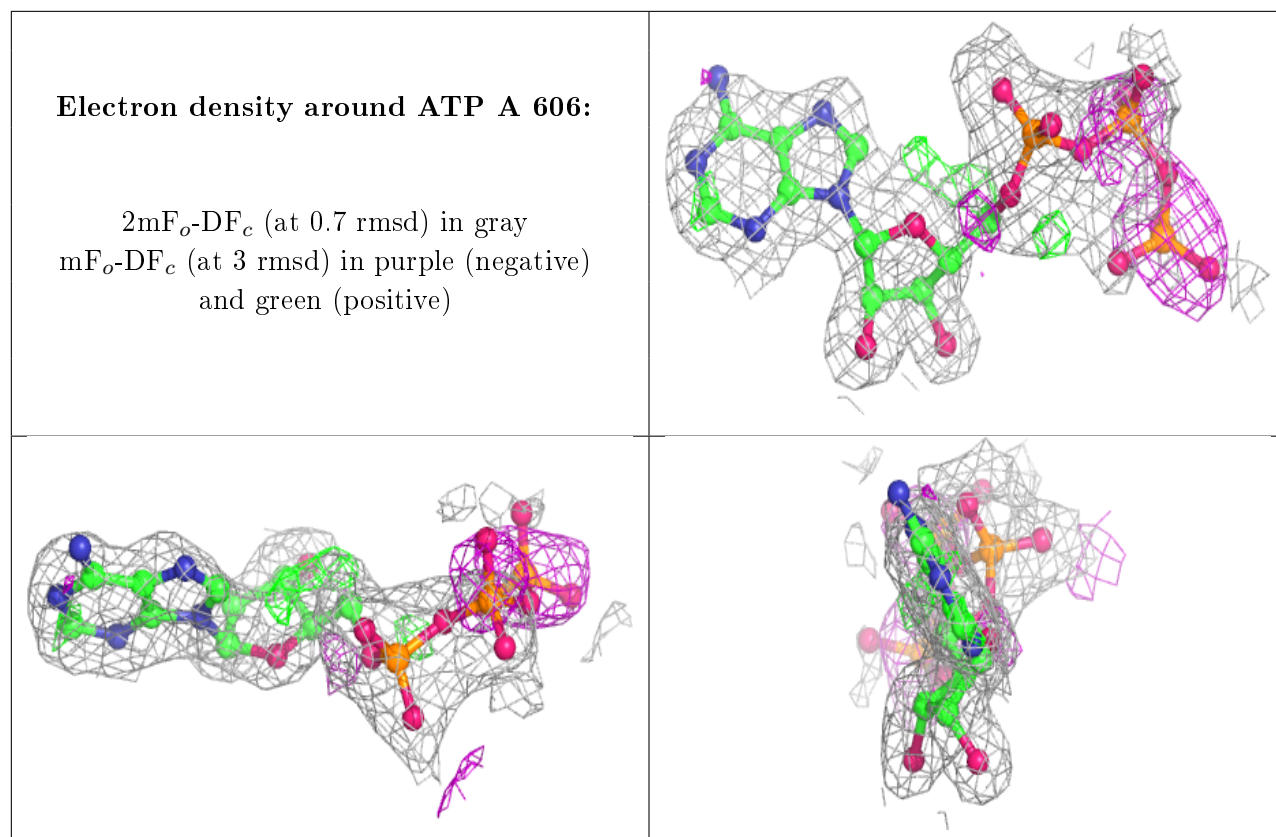 Electron density around ATP A 606:
2mFₒ-DF𝑐 (at 0.7 rmsd) in gray
mFₒ-DF𝑐 (at 3 rmsd) in purple (negative)
and green (positive)